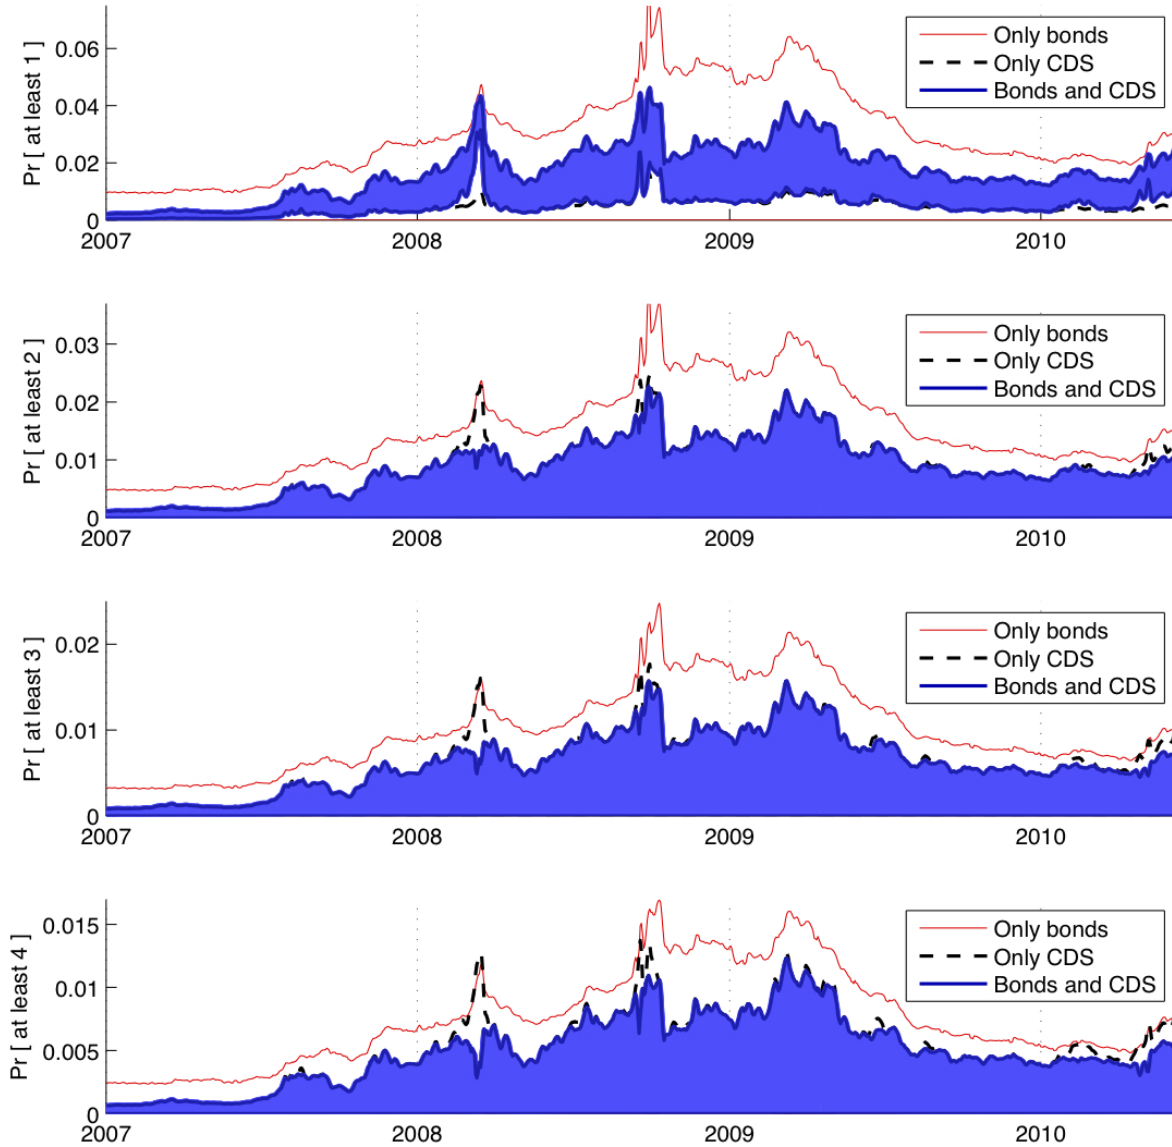 Pr [ at least 1 ]
0.06
0.04
0.02
0
Only bonds
Only CDS
Bonds and CDS
2007 2008 2009 2010
Pr [ at least 2 ]
0.03
0.02
0.01
0
Only bonds
Only CDS
Bonds and CDS
2007 2008 2009 2010
Pr [ at least 3 ]
0.02
0.01
0
Only bonds
Only CDS
Bonds and CDS
2007 2008 2009 2010
Pr [ at least 4 ]
0.015
0.01
0.005
0
Only bonds
Only CDS
Bonds and CDS
2007 2008 2009 2010